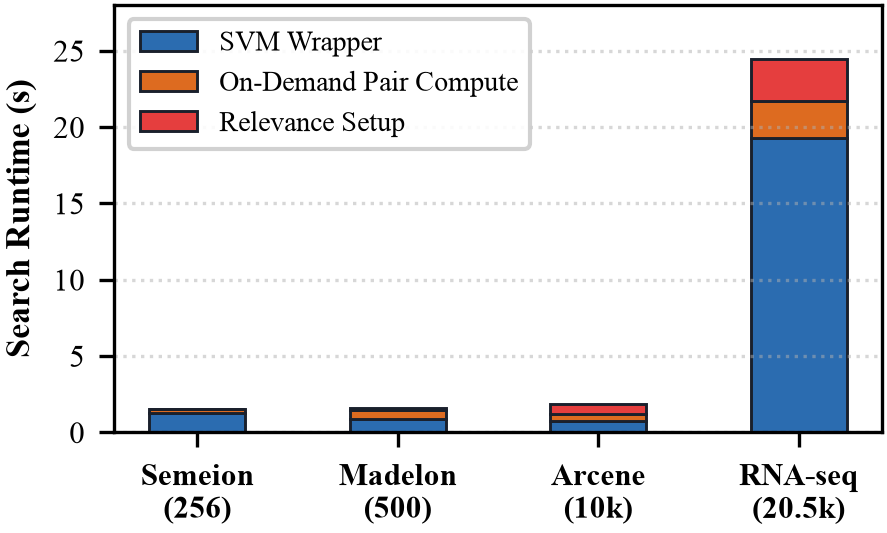 SVM Wrapper
On-Demand Pair Compute
Relevance Setup
Search Runtime (s)
25
20
15
10
5
0
Semeion
(256)
Madelon
(500)
Arcene
(10k)
RNA-seq
(20.5k)